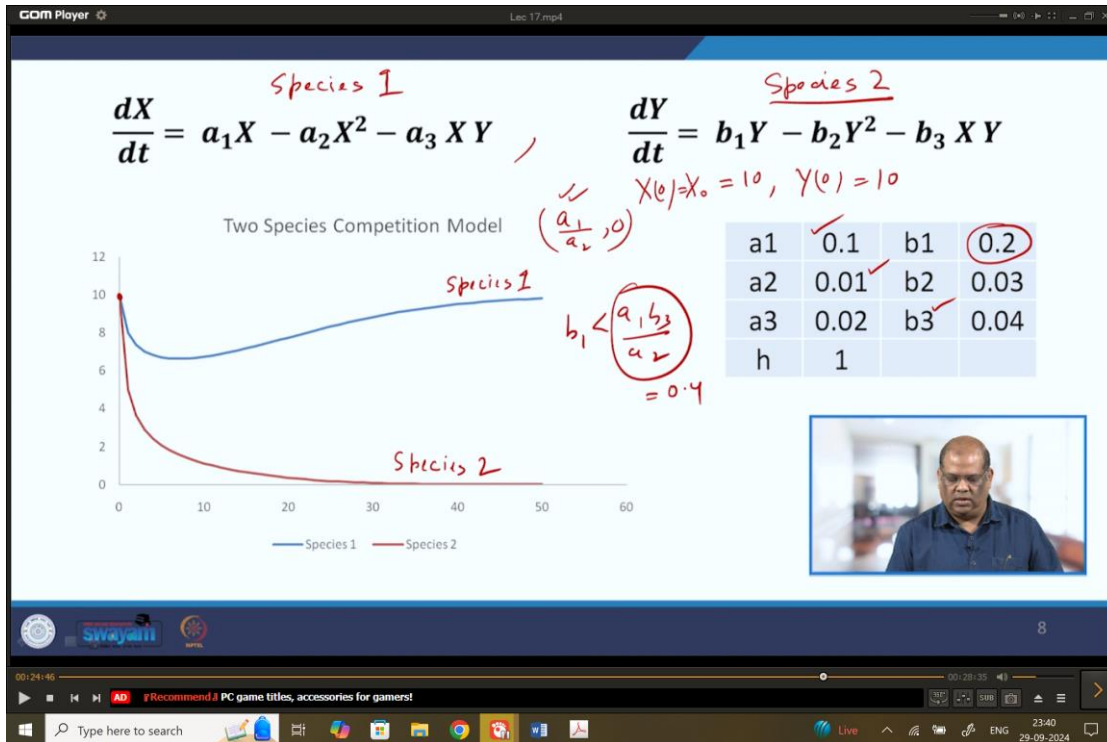 GOM Player
Lec 17.mp4
Species 1
Spocies 2
dX/dt = a₁X − a₂X² − a₃ X Y ,
dY/dt = b₁Y − b₂Y² − b₃ X Y
X(0)=X₀ = 10, Y(0) = 10
Two Species Competition Model
(a₁/a₂, 0)
a1 0.1 b1 0.2
a2 0.01 b2 0.03
a3 0.02 b3 0.04
h 1
b₁ < a₁b₃/a₂
= 0.4
12
10
8
6
4
2
0
Species 1
Species 2
0 10 20 30 40 50 60
Species 1 Species 2
swayam
NPTEL
8
00:24:46
00:28:35
AD Recommend PC game titles, accessories for gamers!
360° SUB
Type here to search
Live
ENG
23:40
29-09-2024